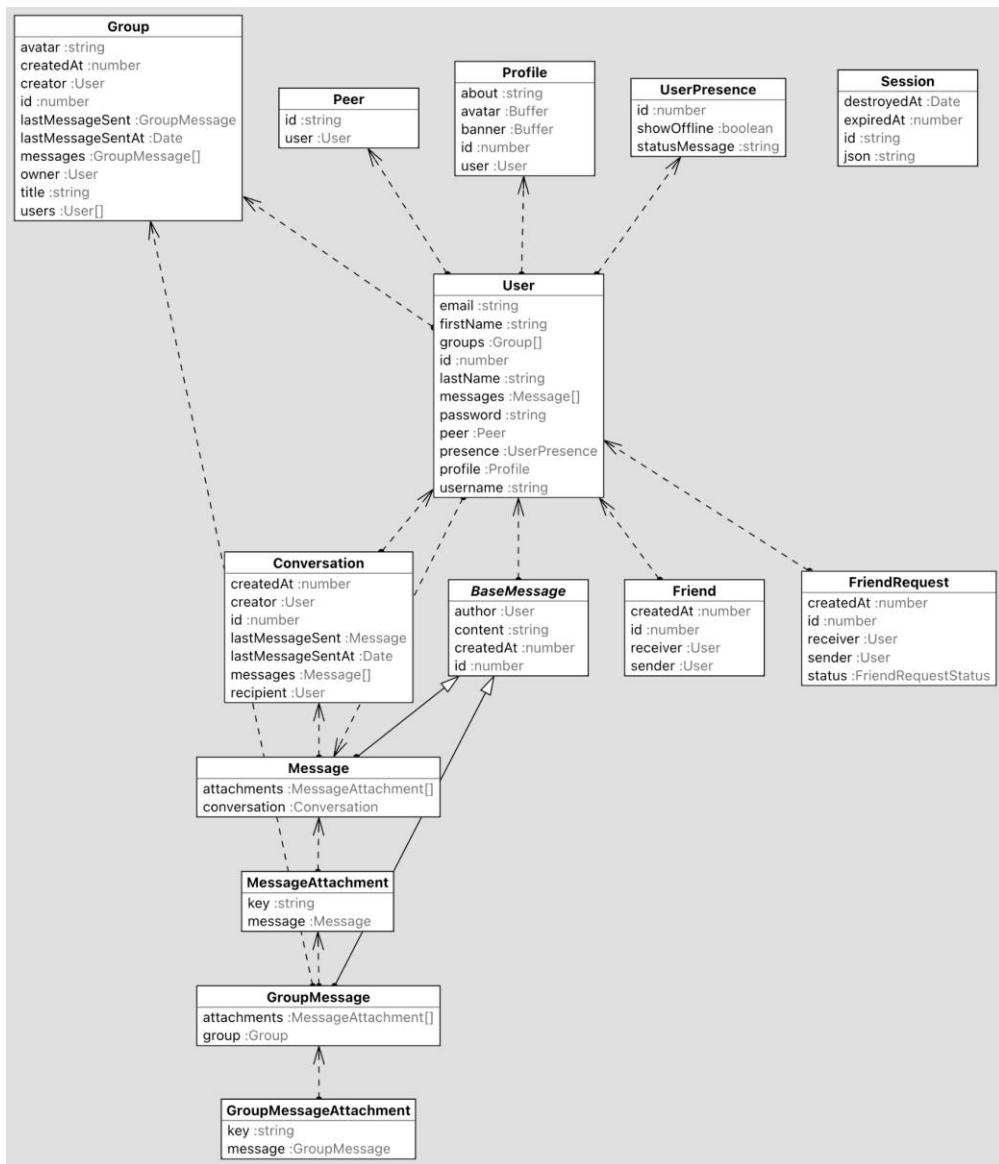 Group
avatar :string
createdAt :number
creator :User
id :number
lastMessageSent :GroupMessage
lastMessageSentAt :Date
messages :GroupMessage[]
owner :User
title :string
users :User[]
Peer
id :string
user :User
Profile
about :string
avatar :Buffer
banner :Buffer
id :number
user :User
UserPresence
id :number
showOffline :boolean
statusMessage :string
Session
destroyedAt :Date
expiredAt :number
id :string
json :string
User
email :string
firstName :string
groups :Group[]
id :number
lastName :string
messages :Message[]
password :string
peer :Peer
presence :UserPresence
profile :Profile
username :string
Conversation
createdAt :number
creator :User
id :number
lastMessageSent :Message
lastMessageSentAt :Date
messages :Message[]
recipient :User
BaseMessage
author :User
content :string
createdAt :number
id :number
Friend
createdAt :number
id :number
receiver :User
sender :User
FriendRequest
createdAt :number
id :number
receiver :User
sender :User
status :FriendRequestStatus
Message
attachments :MessageAttachment[]
conversation :Conversation
MessageAttachment
key :string
message :Message
GroupMessage
attachments :MessageAttachment[]
group :Group
GroupMessageAttachment
key :string
message :GroupMessage